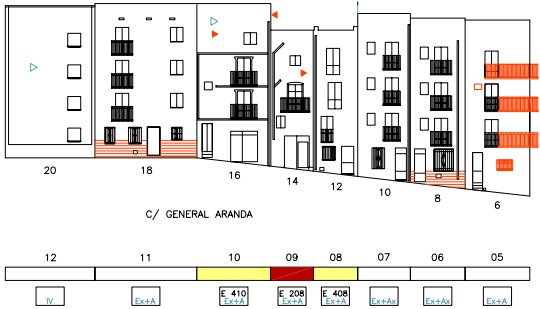 20 18 16 14 12 10 8 6
C/ GENERAL ARANDA
12 11 10 09 08 07 06 05
E 410 E 208 E 408
IV Ex+A Ex+A Ex+A Ex+A Ex+Ax Ex+Ax Ex+A